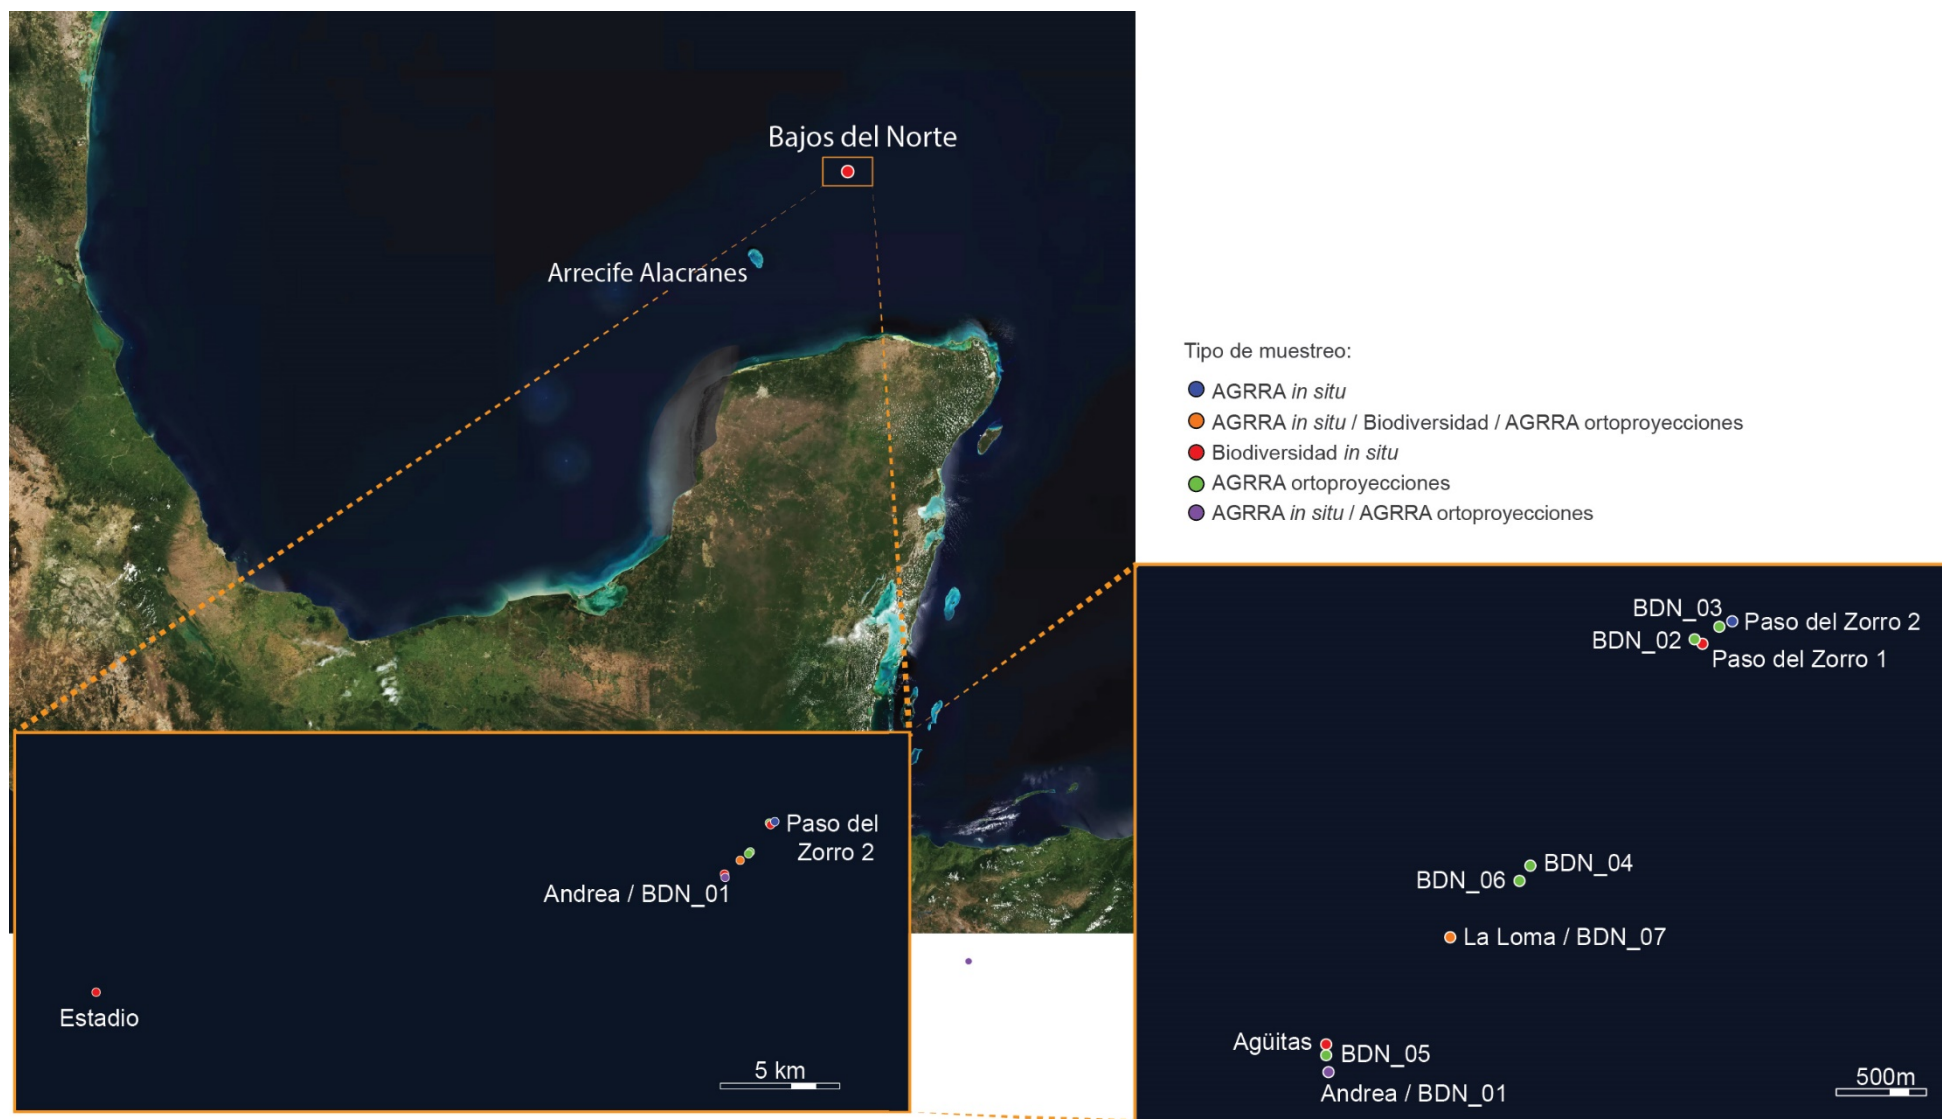 Bajos del Norte
Arrecife Alacranes
Tipo de muestreo:
AGRRA in situ
AGRRA in situ / Biodiversidad / AGRRA ortoproyecciones
Biodiversidad in situ
AGRRA ortoproyecciones
AGRRA in situ / AGRRA ortoproyecciones
Paso del
Zorro 2
Andrea / BDN_01
Estadio
5 km
BDN_03
Paso del Zorro 2
BDN_02
Paso del Zorro 1
BDN_04
BDN_06
La Loma / BDN_07
Agüitas
BDN_05
Andrea / BDN_01
500m